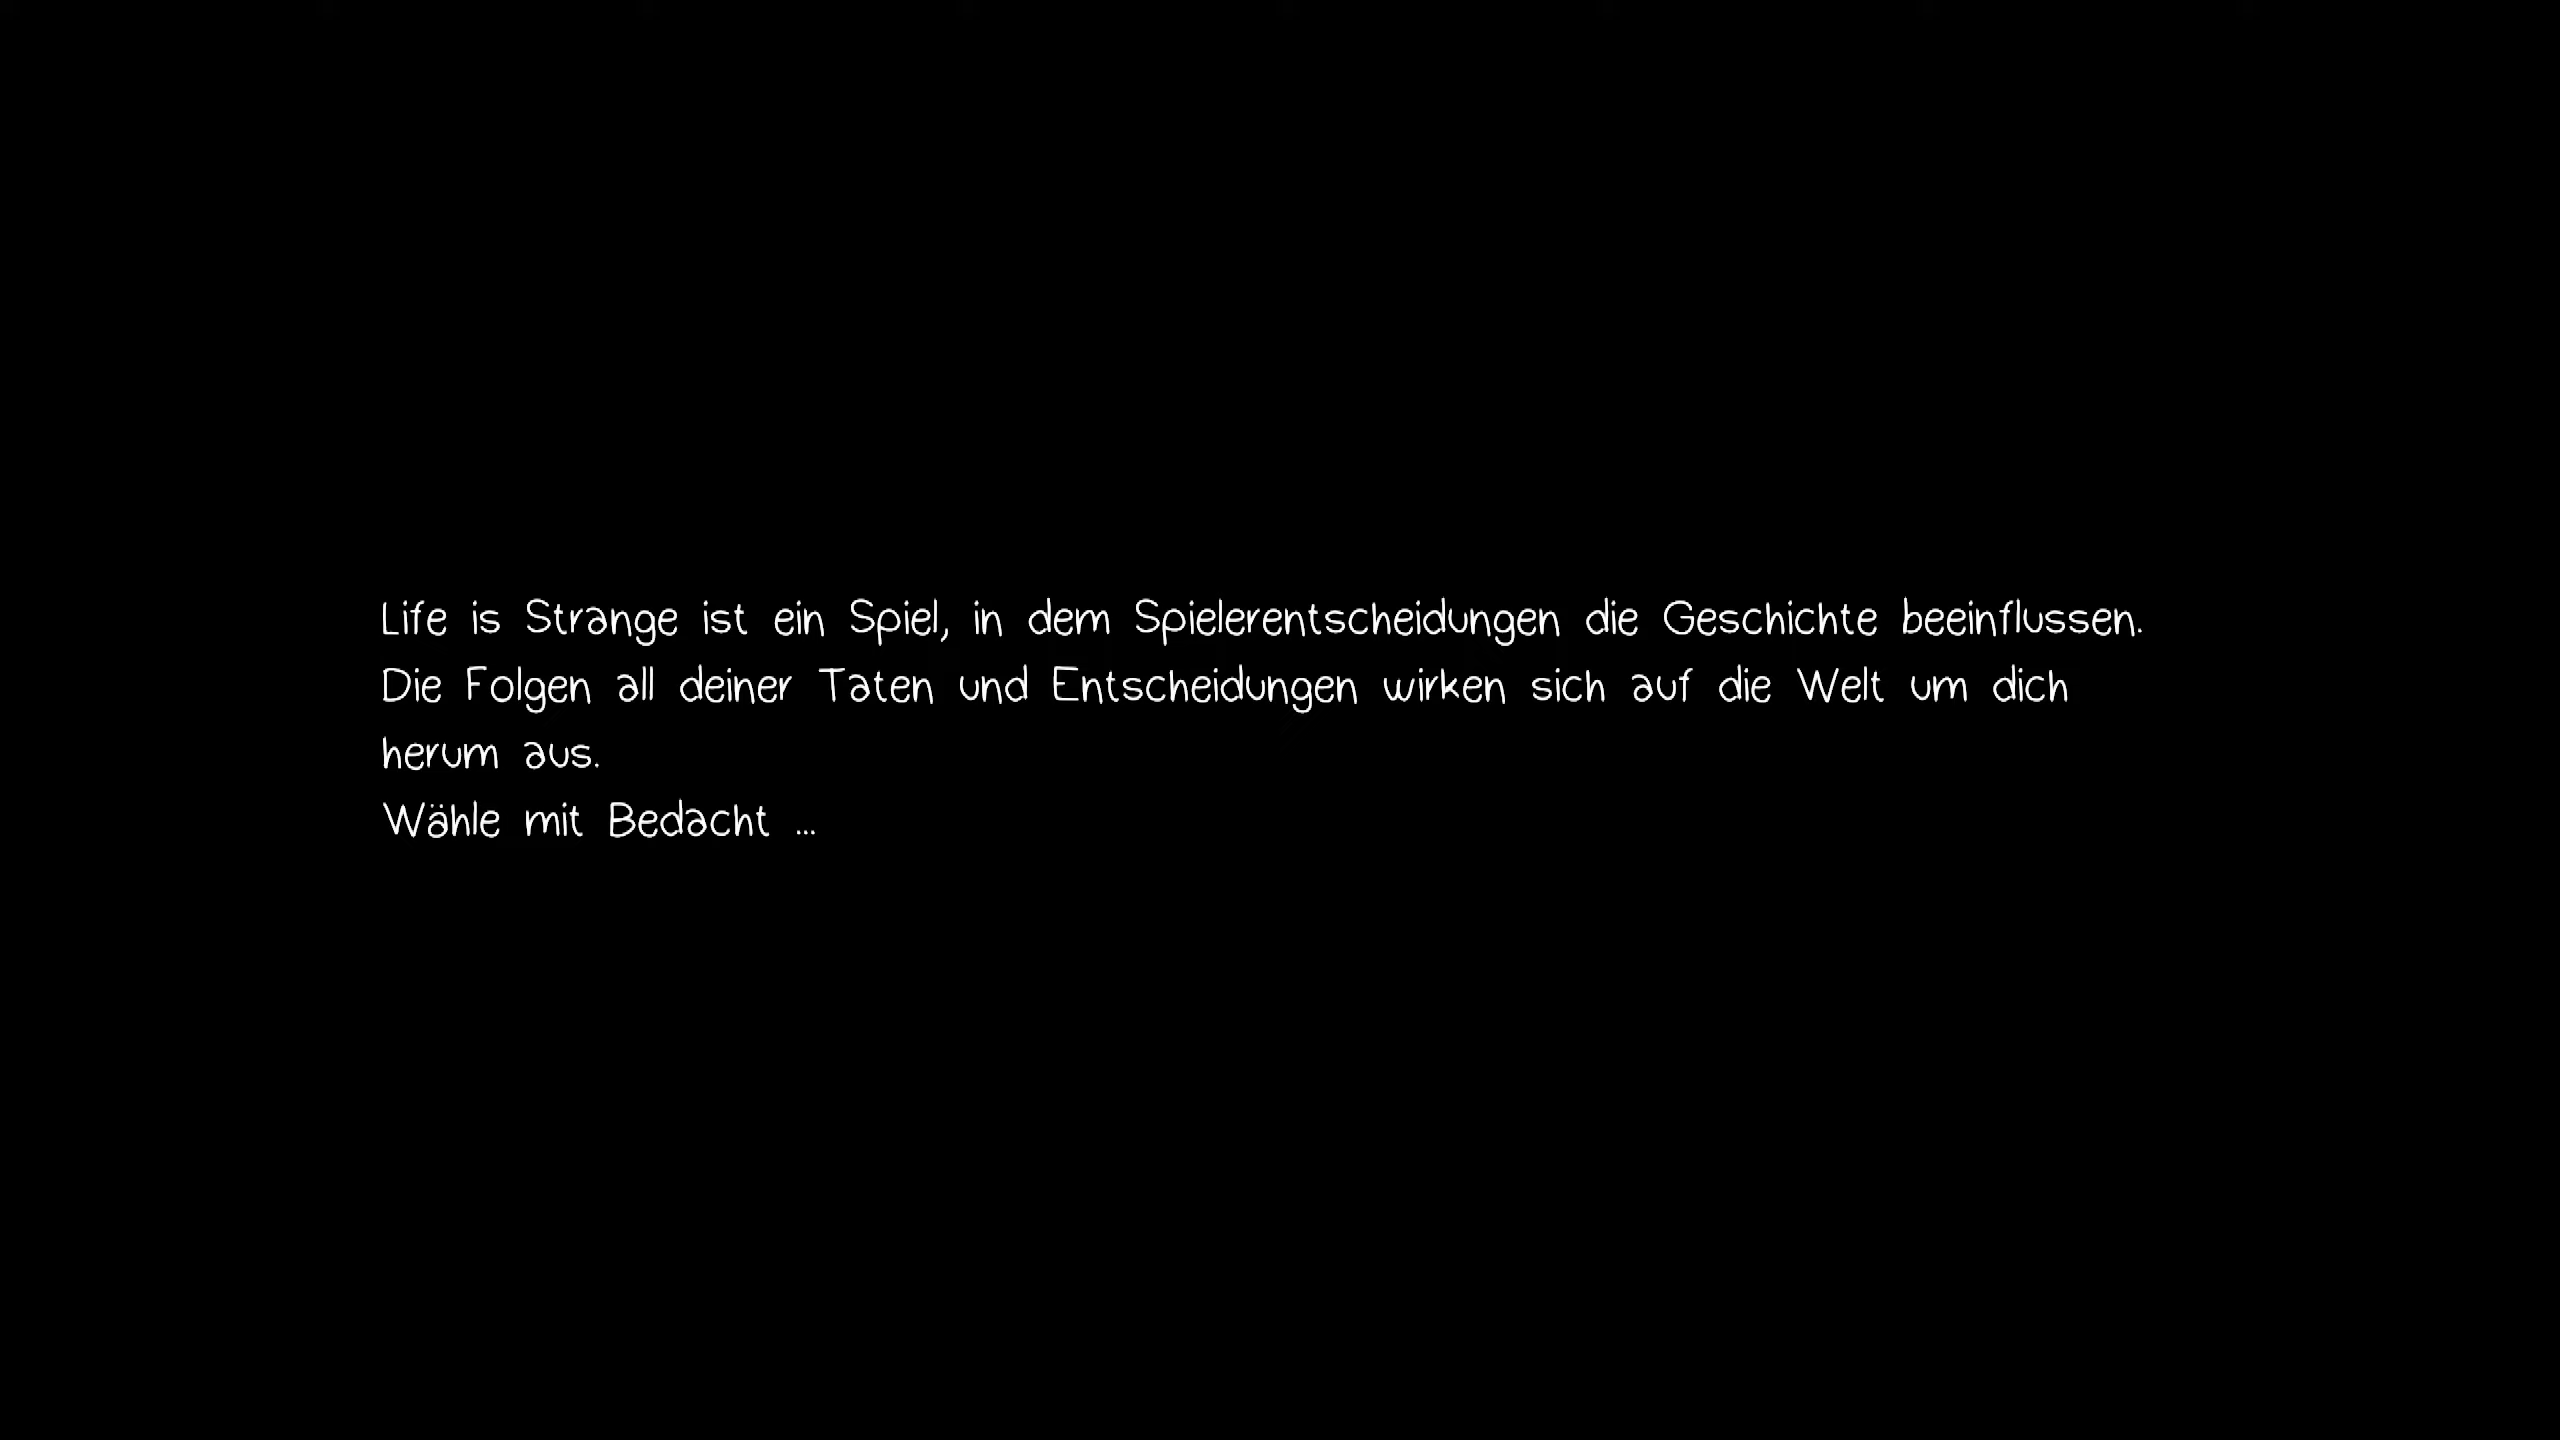 Life is Strange ist ein Spiel, in dem Spielerentscheidungen die Geschichte beeinflussen.
Die Folgen all deiner Taten und Entscheidungen wirken sich auf die Welt um dich
herum aus.
Wähle mit Bedacht ...